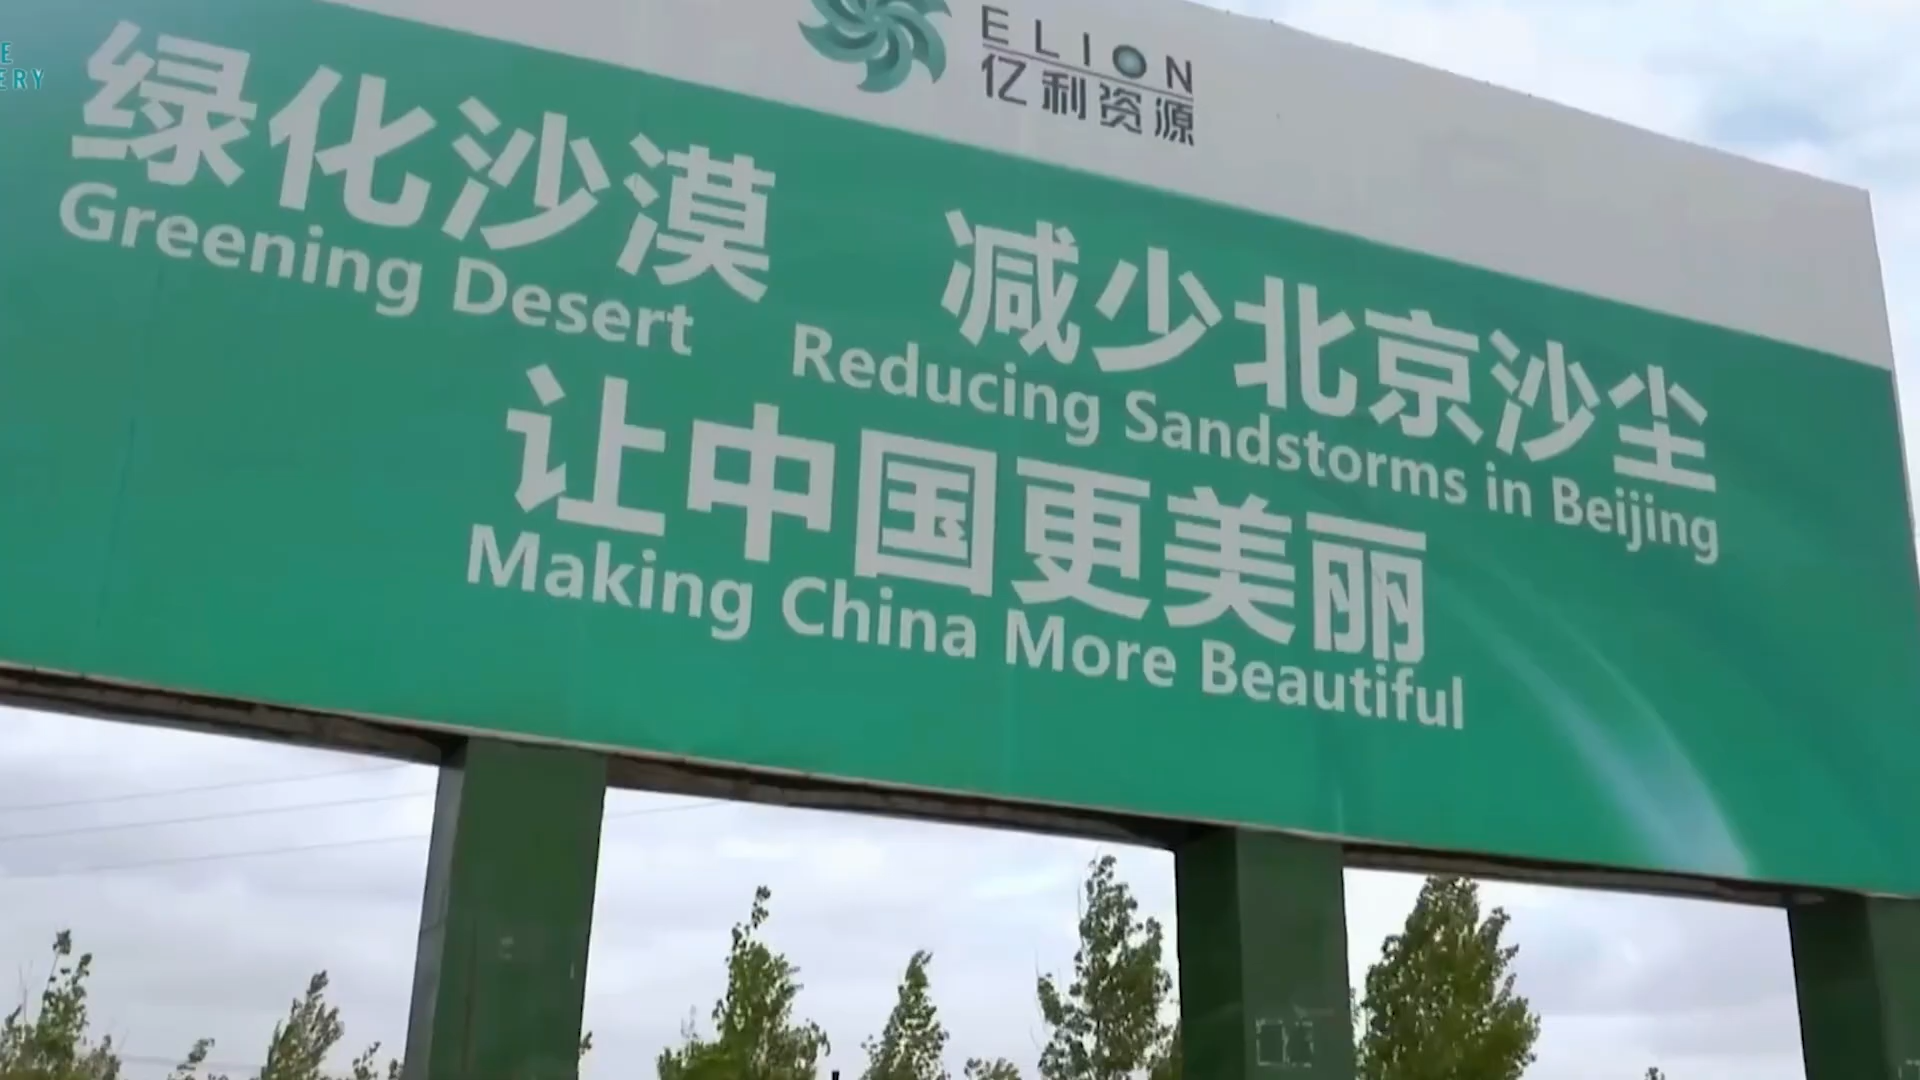 E
ERY
ELION
亿利资源
绿化沙漠 减少北京沙尘
Greening Desert Reducing Sandstorms in Beijing
让中国更美丽
Making China More Beautiful